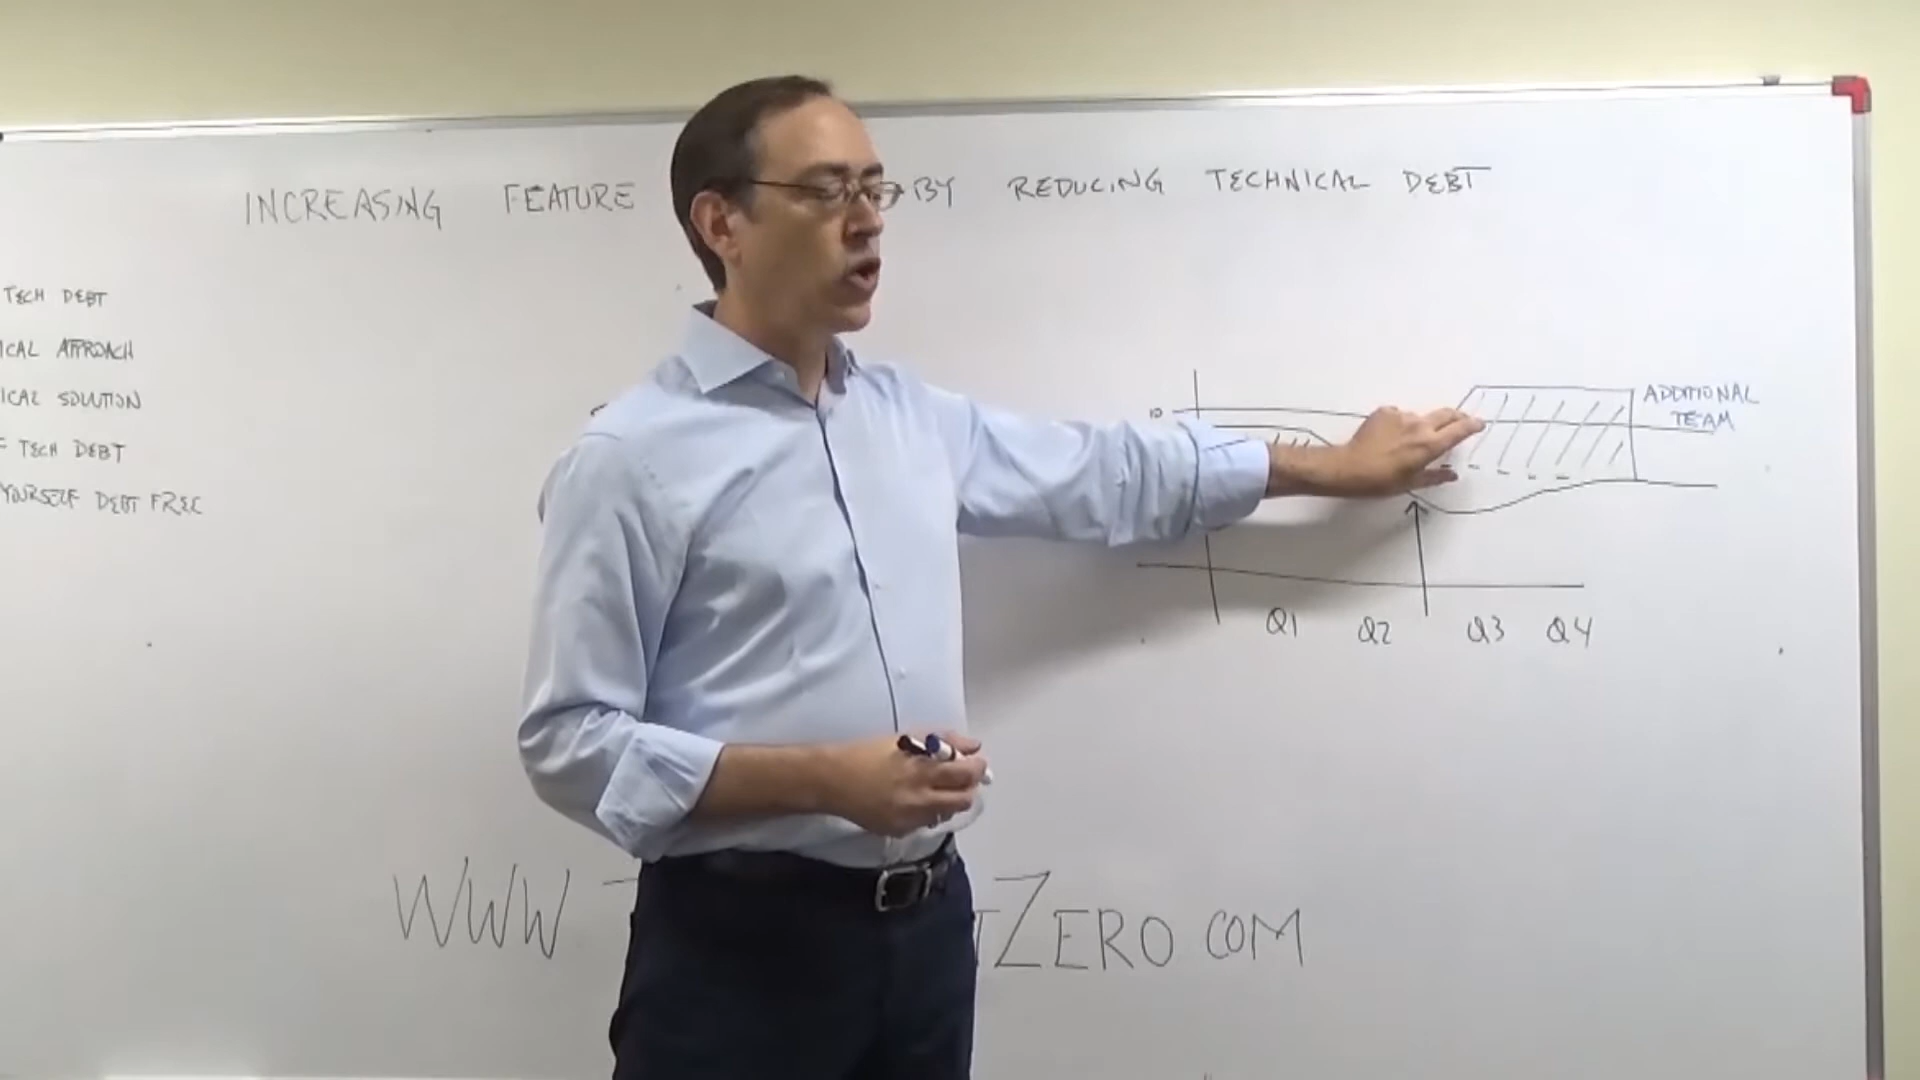 INCREASING FEATURE BY REDUCING TECHNICAL DEBT
TECH DEBT
ICAL APPROACH
ICAL SOLUTION
TECH DEBT
YOURSELF DEBT FREE
10
ADDITIONAL
TEAM
Q1 Q2 Q3 Q4
WWW T TZERO COM